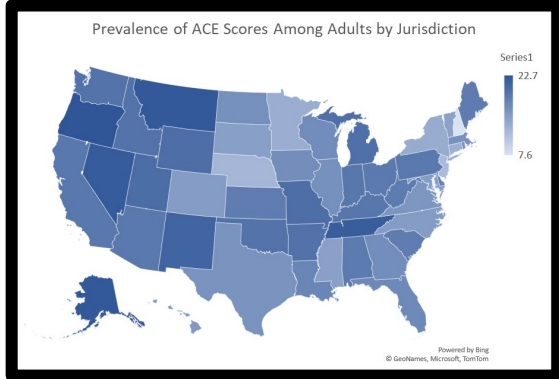 Prevalence of ACE Scores Among Adults by Jurisdiction
Series1
22.7
7.6
Powered by Bing
© GeoNames, Microsoft, TomTom